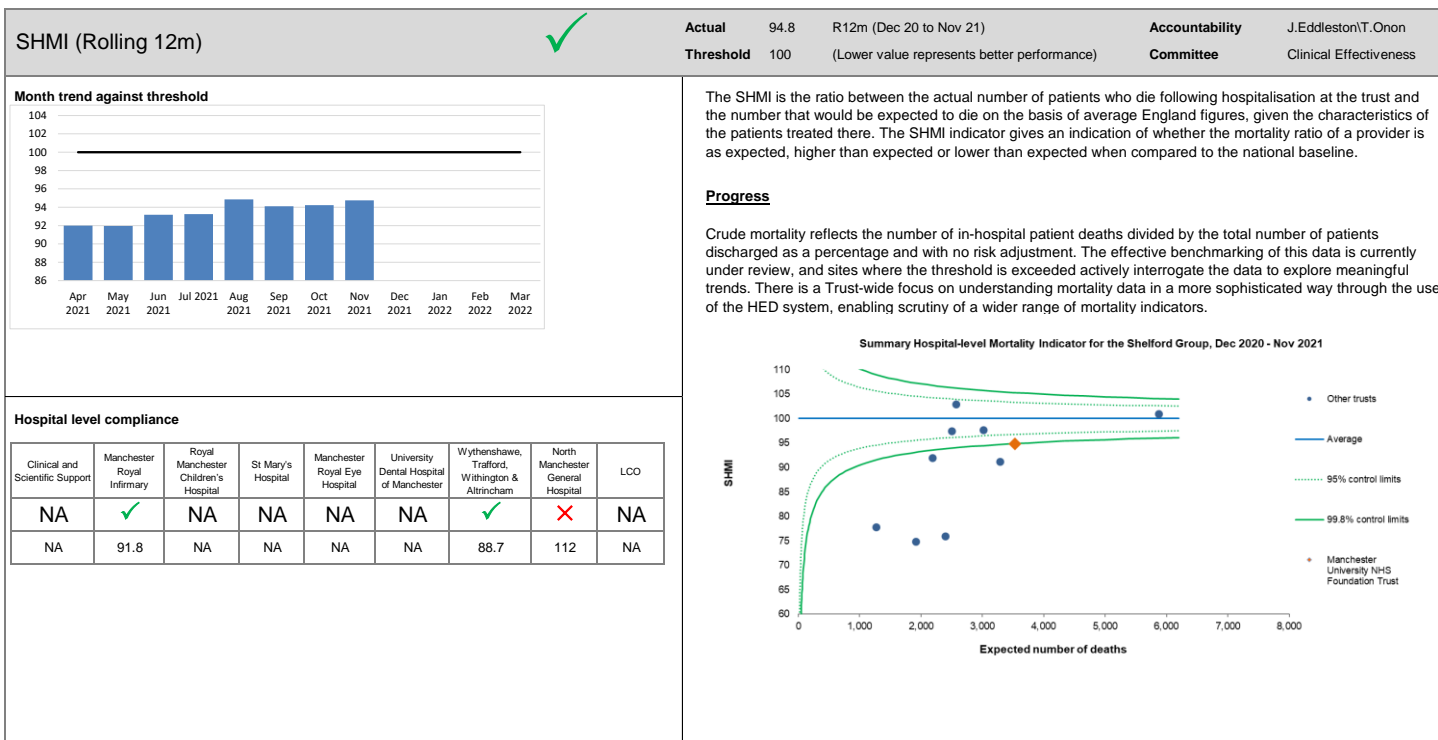 SHMI (Rolling 12m)
Actual 94.8 R12m (Dec 20 to Nov 21) Accountability J.Eddleston\T.Onon
Threshold 100 (Lower value represents better performance) Committee Clinical Effectiveness
Month trend against threshold
104
102
100
98
96
94
92
90
88
86
Apr 2021 May 2021 Jun 2021 Jul 2021 Aug 2021 Sep 2021 Oct 2021 Nov 2021 Dec 2021 Jan 2022 Feb 2022 Mar 2022
The SHMI is the ratio between the actual number of patients who die following hospitalisation at the trust and
the number that would be expected to die on the basis of average England figures, given the characteristics of
the patients treated there. The SHMI indicator gives an indication of whether the mortality ratio of a provider is
as expected, higher than expected or lower than expected when compared to the national baseline.
Progress
Crude mortality reflects the number of in-hospital patient deaths divided by the total number of patients
discharged as a percentage and with no risk adjustment. The effective benchmarking of this data is currently
under review, and sites where the threshold is exceeded actively interrogate the data to explore meaningful
trends. There is a Trust-wide focus on understanding mortality data in a more sophisticated way through the use
of the HED system, enabling scrutiny of a wider range of mortality indicators.
Hospital level compliance
Clinical and Scientific Support
Manchester Royal Infirmary
Royal Manchester Children's Hospital
St Mary's Hospital
Manchester Royal Eye Hospital
University Dental Hospital of Manchester
Wythenshawe, Trafford, Withington & Altrincham
North Manchester General Hospital
LCO
NA ✓ NA NA NA NA ✓ ✕ NA
NA 91.8 NA NA NA NA 88.7 112 NA
Summary Hospital-level Mortality Indicator for the Shelford Group, Dec 2020 - Nov 2021
SHMI
110
105
100
95
90
85
80
75
70
65
60
0 1,000 2,000 3,000 4,000 5,000 6,000 7,000 8,000
Expected number of deaths
Other trusts
Average
95% control limits
99.8% control limits
Manchester
University NHS
Foundation Trust